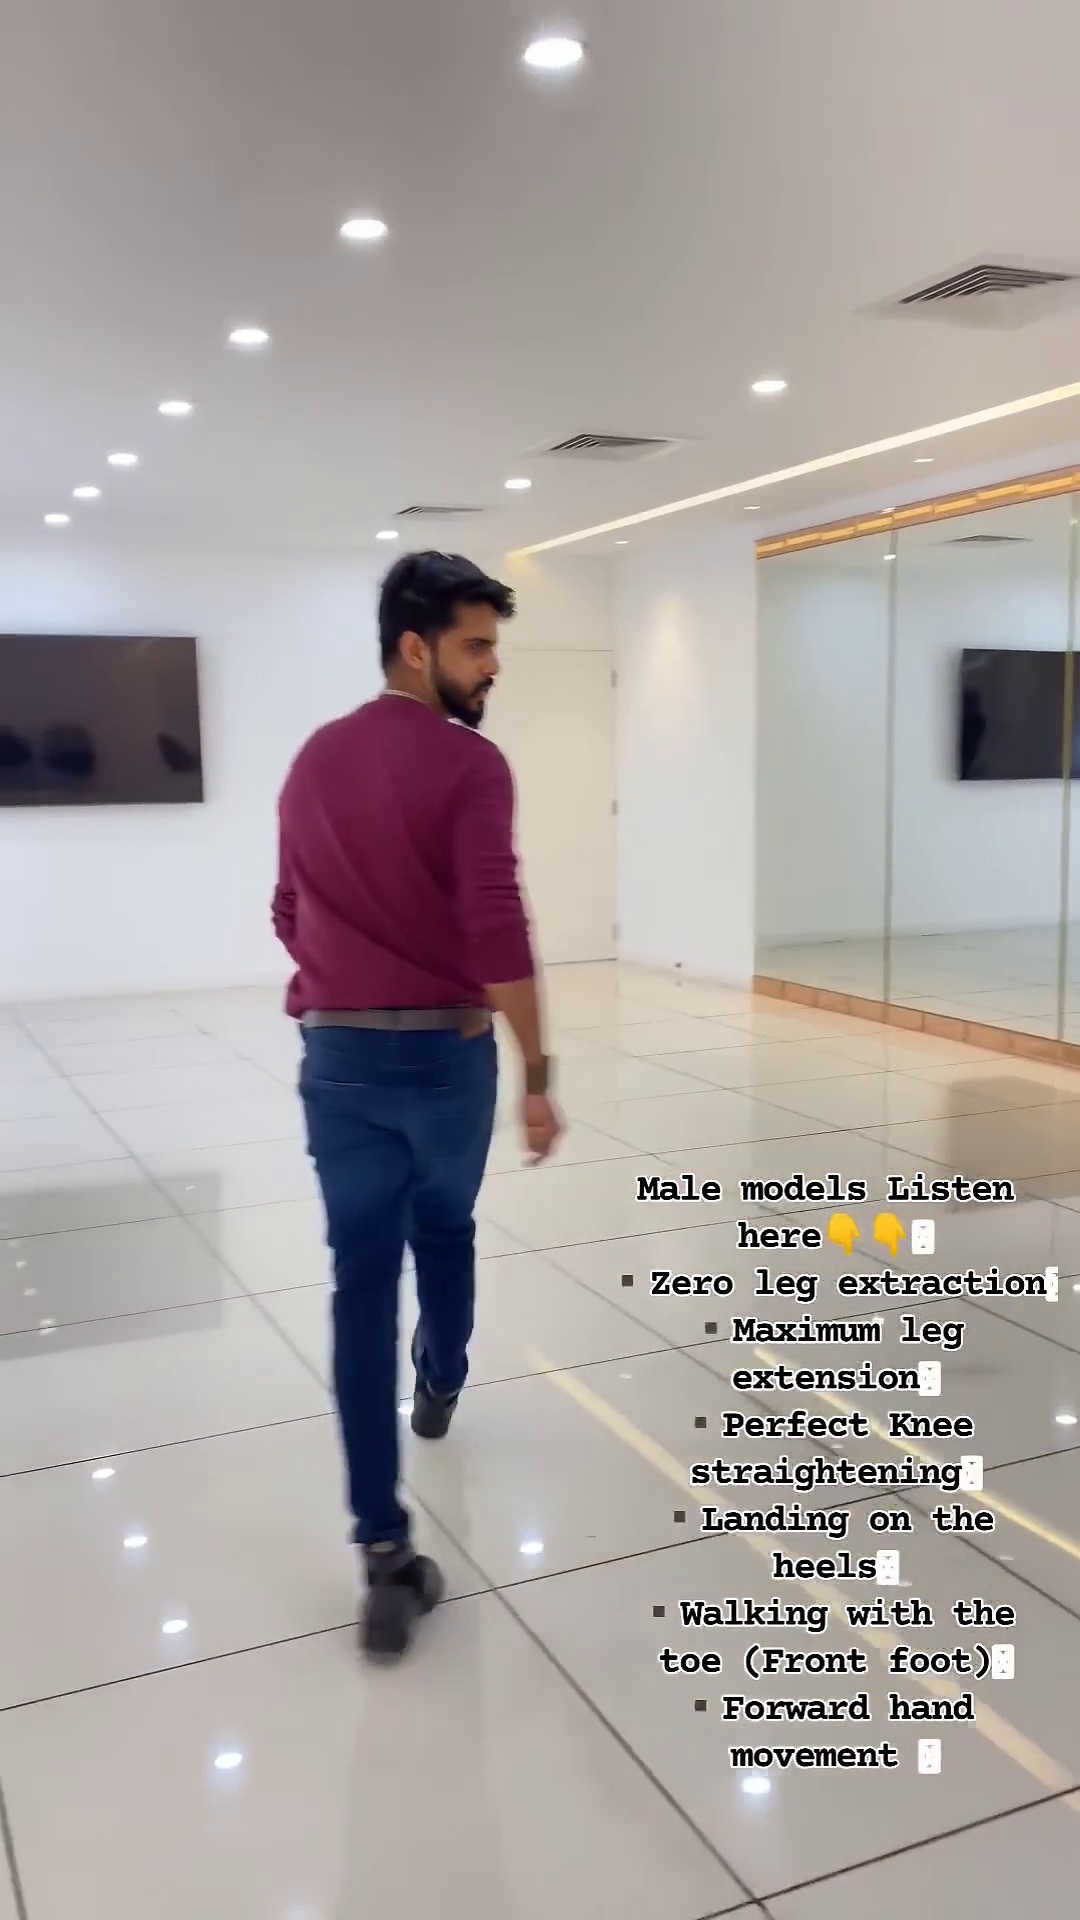 Male models Listen
here👇👇
▪ Zero leg extraction
▪ Maximum leg
extension
▪ Perfect Knee
straightening
▪ Landing on the
heels
▪ Walking with the
toe (Front foot)
▪ Forward hand
movement